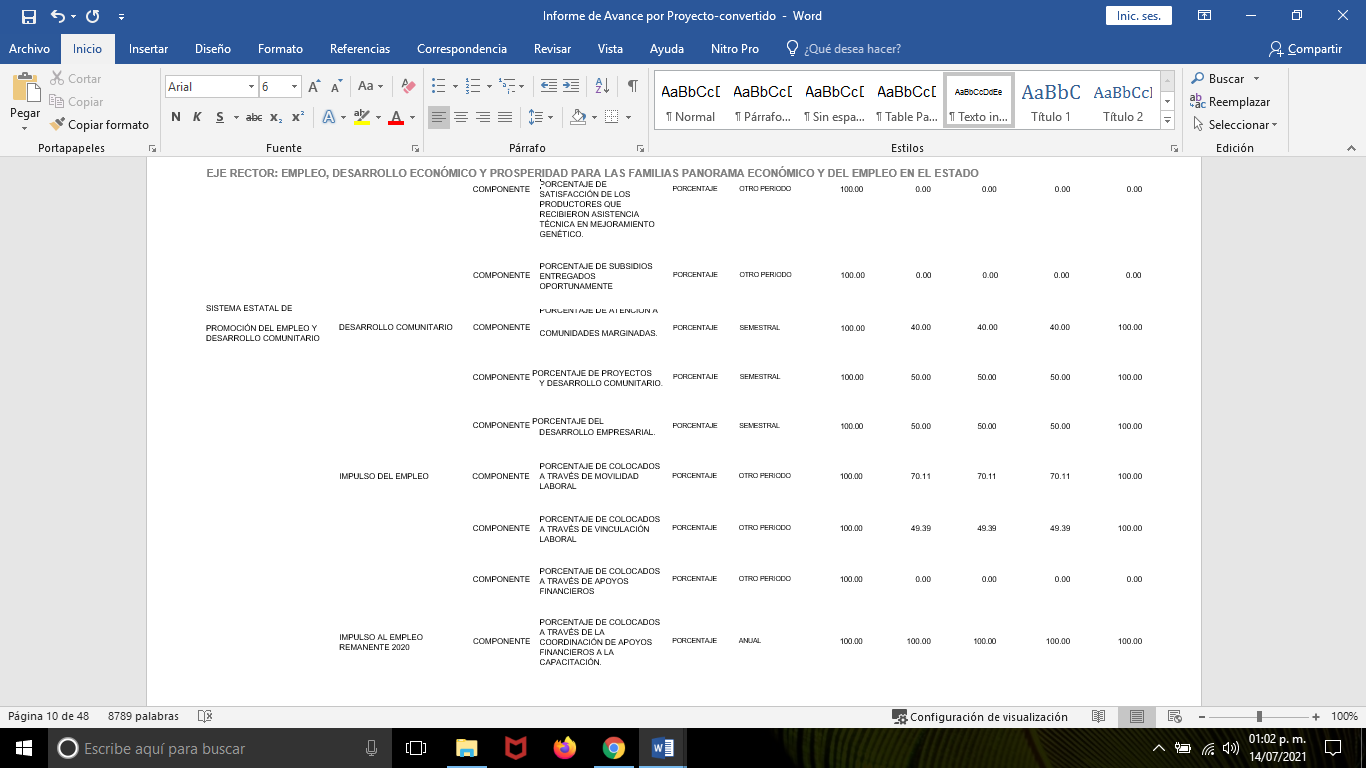 Informe de Avance por Proyecto-convertido - Word
Inic. ses.
Archivo Inicio Insertar Diseño Formato Referencias Correspondencia Revisar Vista Ayuda Nitro Pro ¿Qué desea hacer? Compartir
Pegar
Cortar
Copiar
Copiar formato
Portapapeles
Arial 6
Aa
N K S abc x₂ x²
Fuente
Párrafo
AaBbCcD AaBbCcD AaBbCcD AaBbCcD AaBbCcDdEe AaBbC AaBbCcI
¶ Normal ¶ Párrafo... ¶ Sin espa... ¶ Table Pa... ¶ Texto in... Título 1 Título 2
Estilos
Buscar
Reemplazar
Seleccionar
Edición
EJE RECTOR: EMPLEO, DESARROLLO ECONÓMICO Y PROSPERIDAD PARA LAS FAMILIAS PANORAMA ECONÓMICO Y DEL EMPLEO EN EL ESTADO
COMPONENTE PORCENTAJE DE PORCENTAJE OTRO PERIODO 100.00 0.00 0.00 0.00 0.00
SATISFACCIÓN DE LOS
PRODUCTORES QUE
RECIBIERON ASISTENCIA
TÉCNICA EN MEJORAMIENTO
GENÉTICO.
PORCENTAJE DE SUBSIDIOS
COMPONENTE ENTREGADOS PORCENTAJE OTRO PERIODO 100.00 0.00 0.00 0.00 0.00
OPORTUNAMENTE
SISTEMA ESTATAL DE
PORCENTAJE DE ATENCIÓN A
PROMOCIÓN DEL EMPLEO Y DESARROLLO COMUNITARIO COMPONENTE COMUNIDADES MARGINADAS. PORCENTAJE SEMESTRAL 100.00 40.00 40.00 40.00 100.00
DESARROLLO COMUNITARIO
COMPONENTE PORCENTAJE DE PROYECTOS PORCENTAJE SEMESTRAL 100.00 50.00 50.00 50.00 100.00
Y DESARROLLO COMUNITARIO.
COMPONENTE PORCENTAJE DEL PORCENTAJE SEMESTRAL 100.00 50.00 50.00 50.00 100.00
DESARROLLO EMPRESARIAL.
PORCENTAJE DE COLOCADOS
IMPULSO DEL EMPLEO COMPONENTE A TRAVÉS DE MOVILIDAD PORCENTAJE OTRO PERIODO 100.00 70.11 70.11 70.11 100.00
LABORAL
PORCENTAJE DE COLOCADOS
COMPONENTE A TRAVÉS DE VINCULACIÓN PORCENTAJE OTRO PERIODO 100.00 49.39 49.39 49.39 100.00
LABORAL
PORCENTAJE DE COLOCADOS
COMPONENTE A TRAVÉS DE APOYOS PORCENTAJE OTRO PERIODO 100.00 0.00 0.00 0.00 0.00
FINANCIEROS
PORCENTAJE DE COLOCADOS
IMPULSO AL EMPLEO A TRAVÉS DE LA
REMANENTE 2020 COMPONENTE COORDINACIÓN DE APOYOS PORCENTAJE ANUAL 100.00 100.00 100.00 100.00 100.00
FINANCIEROS A LA
CAPACITACIÓN.
Página 10 de 48 8789 palabras Configuración de visualización 100%
Escribe aquí para buscar
01:02 p. m.
14/07/2021